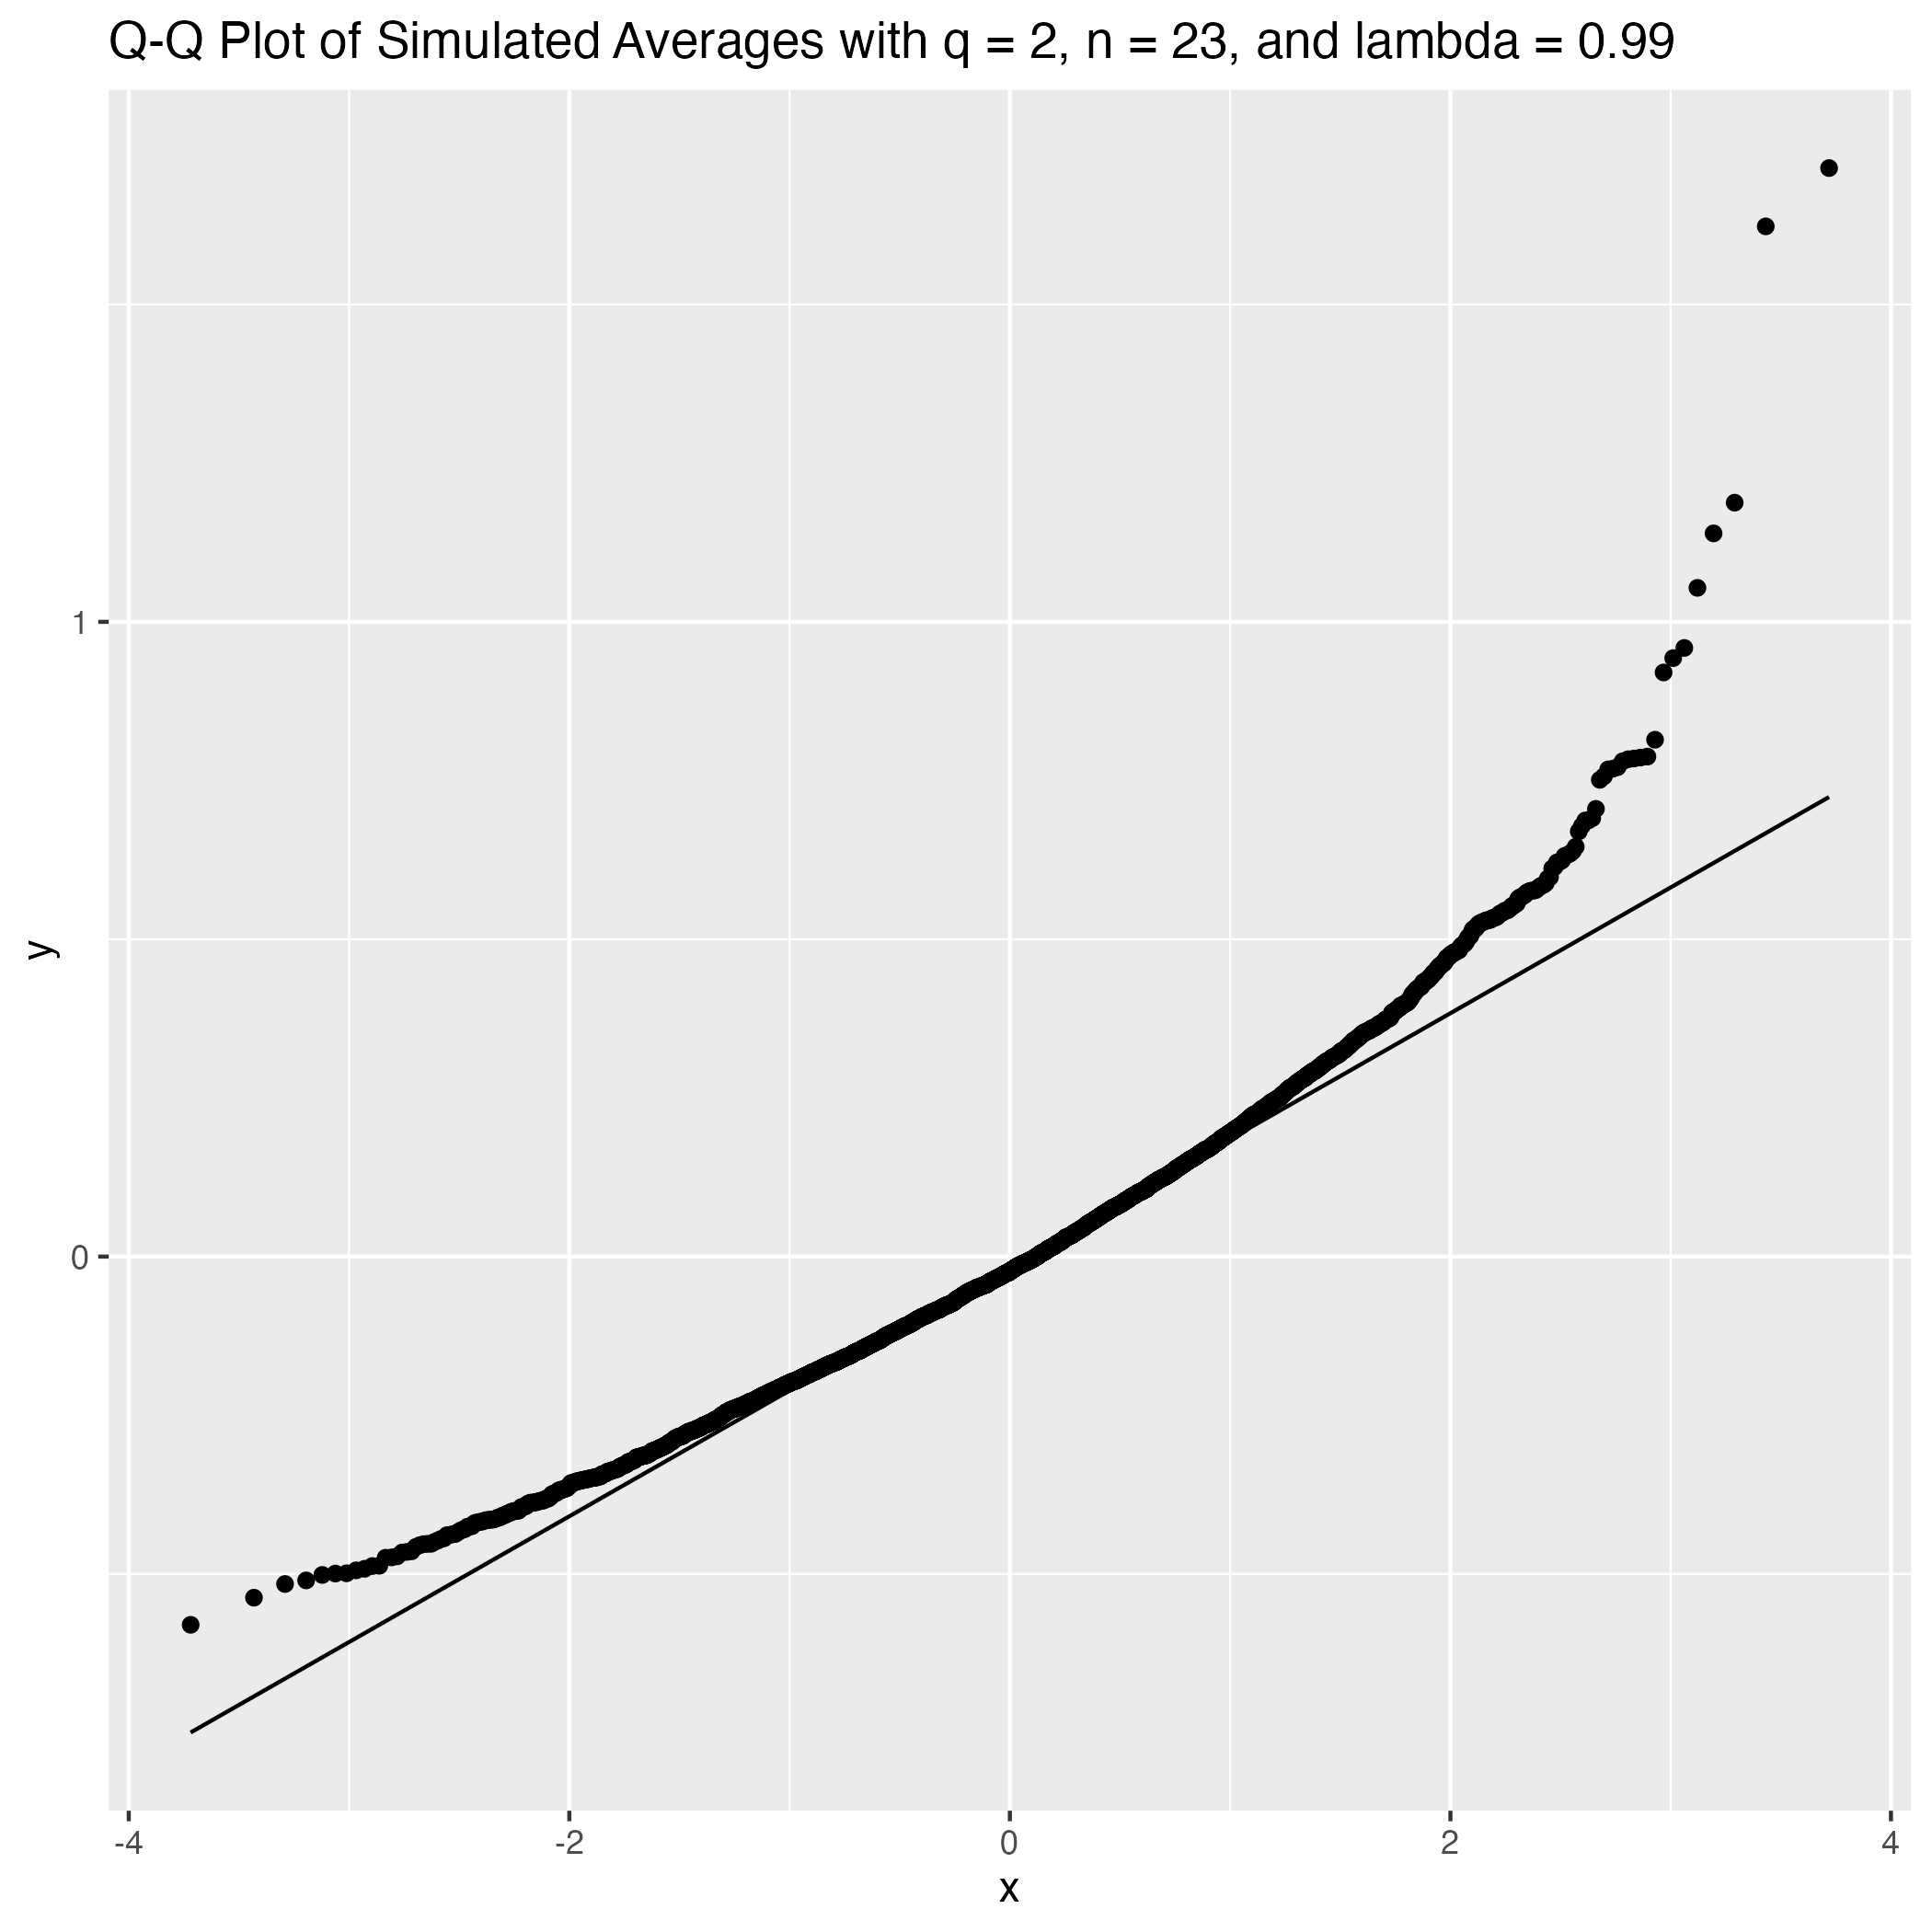 Q-Q Plot of Simulated Averages with q = 2, n = 23, and lambda = 0.99
1
0
y
-4 -2 0 2 4
x